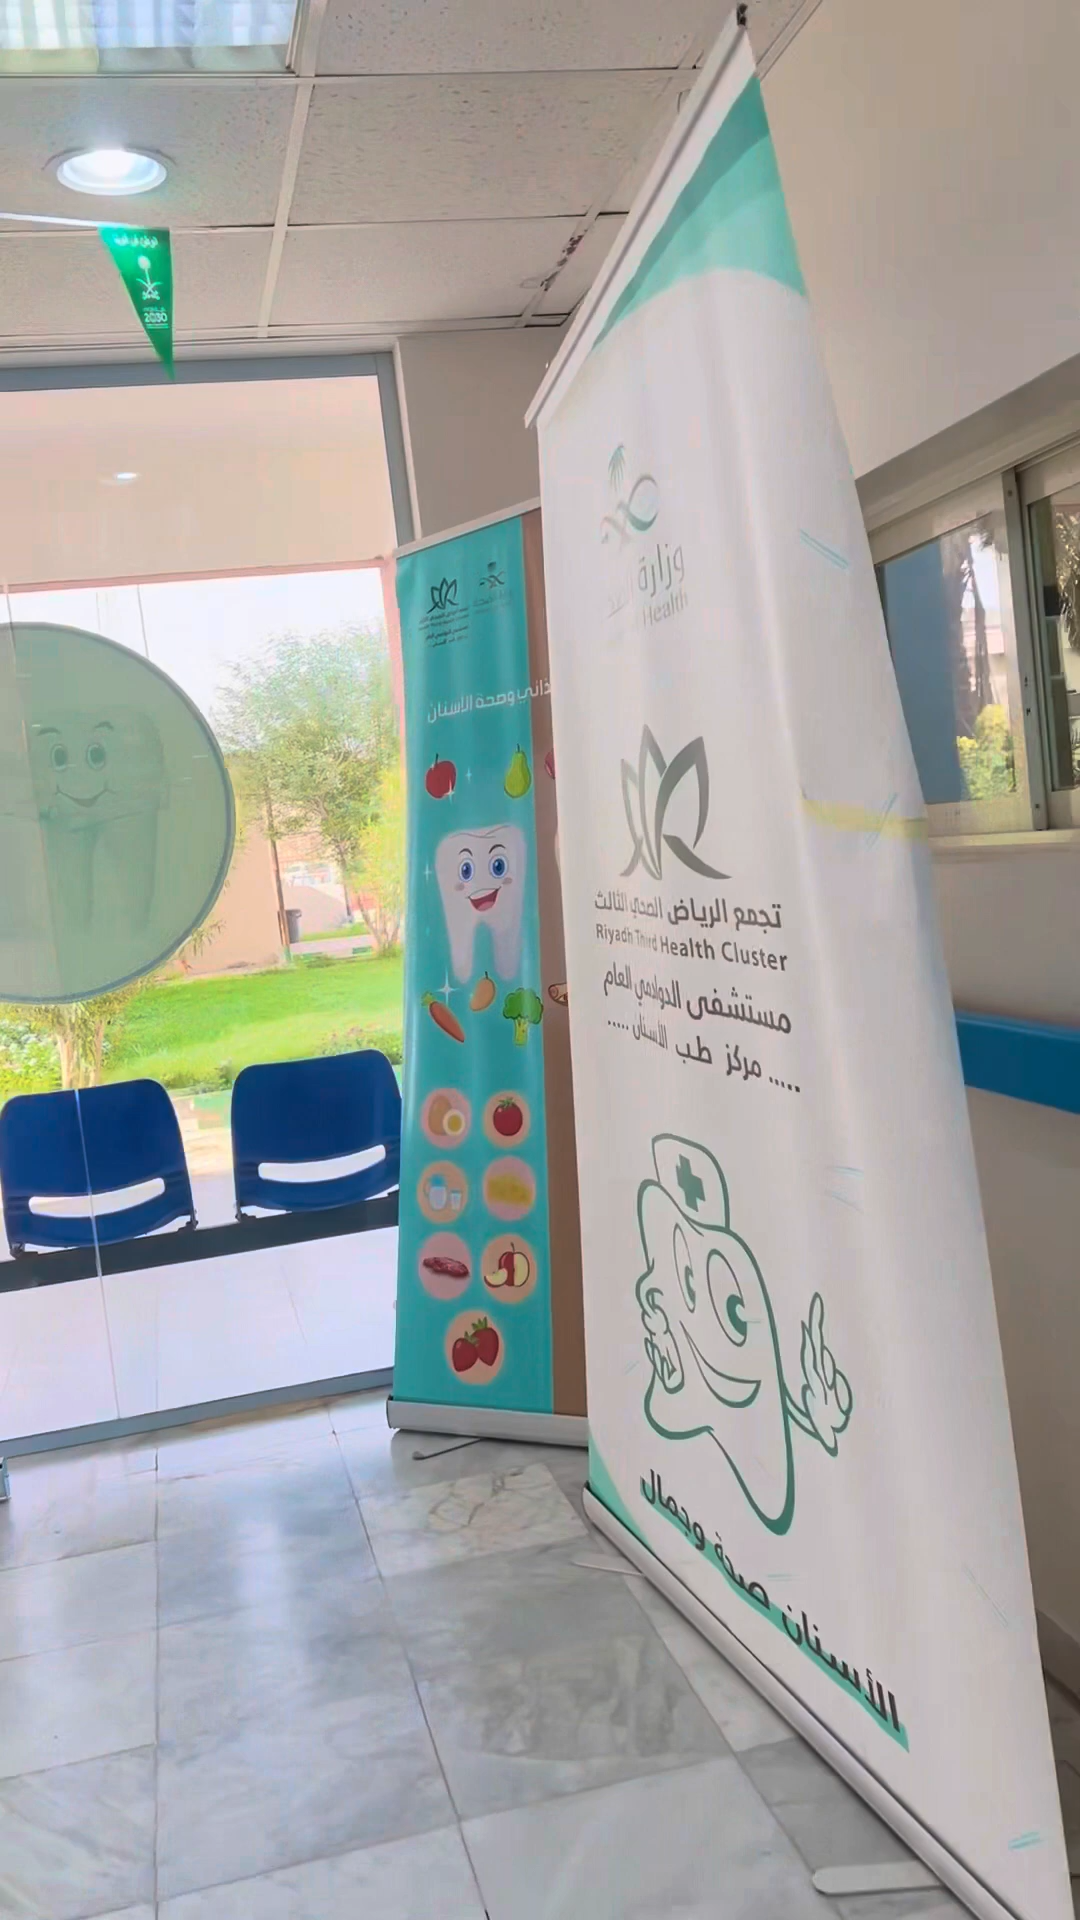 2030
وزارة
Health
تجمع الرياض الصحي الثالث
Riyadh Third Health Cluster
مستشفى الدوادمي العام
..... مركز طب الأسنان .....
الأسنان صحة وجمال
وصحة الأسنان